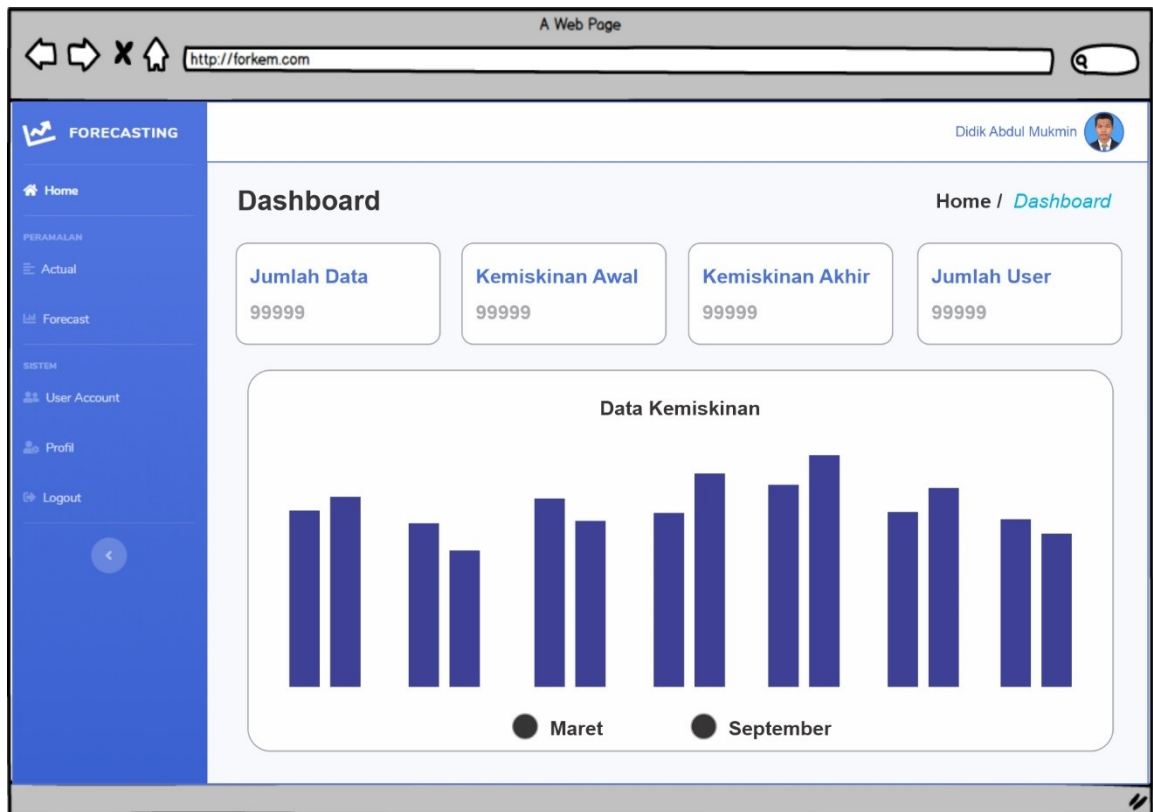 A Web Page
http://forkem.com
FORECASTING
Didik Abdul Mukmin
Home
PERAMALAN
Actual
Forecast
SISTEM
User Account
Profil
Logout
Dashboard
Home / Dashboard
Jumlah Data
99999
Kemiskinan Awal
99999
Kemiskinan Akhir
99999
Jumlah User
99999
Data Kemiskinan
Maret
September